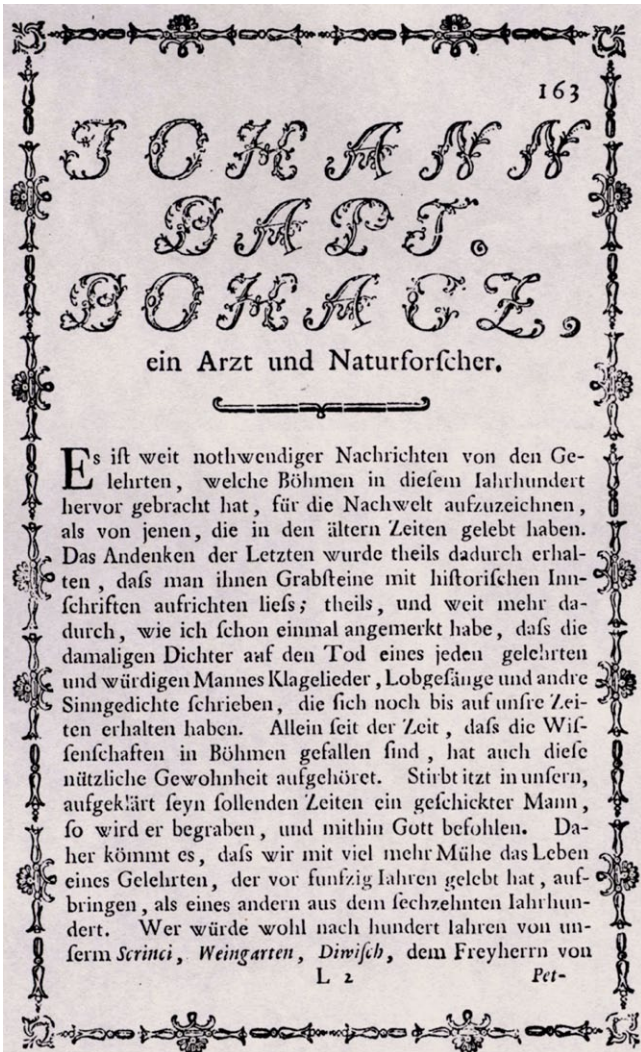 163
JOHANN
BAPT.
BOHACZ,
ein Arzt und Naturforſcher.
Es iſt weit nothwendiger Nachrichten von den Ge-
lehrten, welche Böhmen in dieſem Iahrhundert
hervor gebracht hat, für die Nachwelt aufzuzeichnen,
als von jenen, die in den ältern Zeiten gelebt haben.
Das Andenken der Letzten wurde theils dadurch erhal-
ten, daſs man ihnen Grabſteine mit hiſtoriſchen Inn-
ſchriften aufrichten lieſs; theils, und weit mehr da-
durch, wie ich ſchon einmal angemerkt habe, daſs die
damaligen Dichter auf den Tod eines jeden gelehrten
und würdigen Mannes Klagelieder, Lobgeſänge und andre
Sinngedichte ſchrieben, die ſich noch bis auf unſre Zei-
ten erhalten haben. Allein ſeit der Zeit, daſs die Wiſ-
ſenſchaften in Böhmen gefallen ſind, hat auch dieſe
nützliche Gewohnheit aufgehöret. Stirbt itzt in unſern,
aufgeklärt ſeyn ſollenden Zeiten ein geſchickter Mann,
ſo wird er begraben, und mithin Gott befohlen. Da-
her kömmt es, daſs wir mit viel mehr Mühe das Leben
eines Gelehrten, der vor funfzig Iahren gelebt hat, auf-
bringen, als eines andern aus dem ſechzehnten Iahrhun-
dert. Wer würde wohl nach hundert Iahren von un-
ſerm Scrinci, Weingarten, Diwiſch, dem Freyherrn von
L 2 Pet-